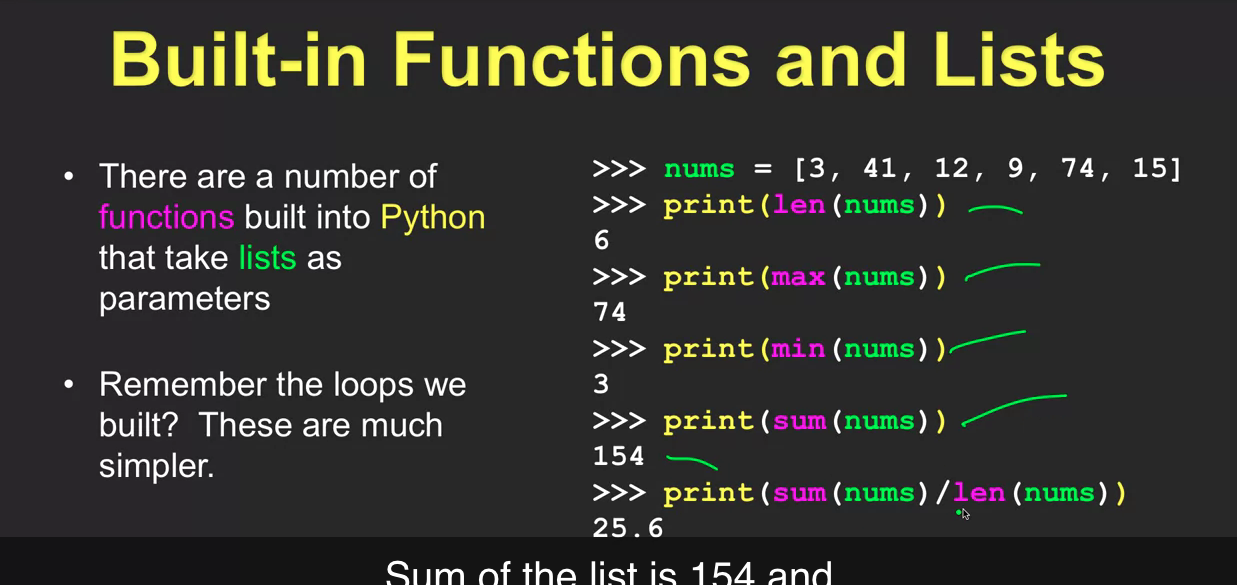 Built-in Functions and Lists
• There are a number of
functions built into Python
that take lists as
parameters
• Remember the loops we
built? These are much
simpler.
>>> nums = [3, 41, 12, 9, 74, 15]
>>> print(len(nums))
6
>>> print(max(nums))
74
>>> print(min(nums))
3
>>> print(sum(nums))
154
>>> print(sum(nums)/len(nums))
25.6
Sum of the list is 154 and